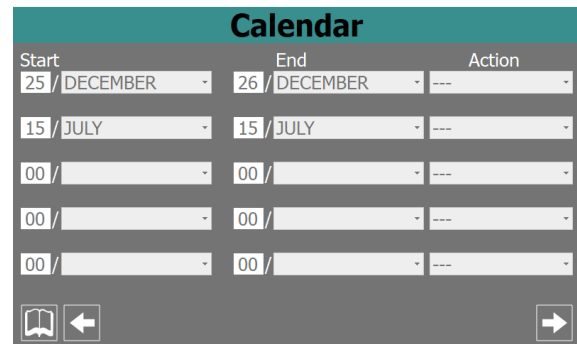 Calendar
Start End Action
25 / DECEMBER 26 / DECEMBER ---
15 / JULY 15 / JULY ---
00 / 00 / ---
00 / 00 / ---
00 / 00 / ---